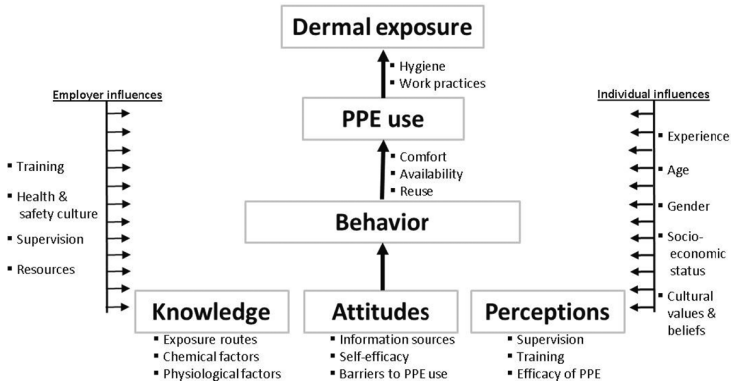 Dermal exposure
▪ Hygiene
▪ Work practices
Employer influences
Individual influences
PPE use
▪ Comfort
▪ Availability
▪ Reuse
▪ Training
▪ Health &
safety culture
▪ Supervision
▪ Resources
▪ Experience
▪ Age
▪ Gender
▪ Socio-
economic
status
▪ Cultural
values &
beliefs
Behavior
Knowledge
▪ Exposure routes
▪ Chemical factors
▪ Physiological factors
Attitudes
▪ Information sources
▪ Self-efficacy
▪ Barriers to PPE use
Perceptions
▪ Supervision
▪ Training
▪ Efficacy of PPE